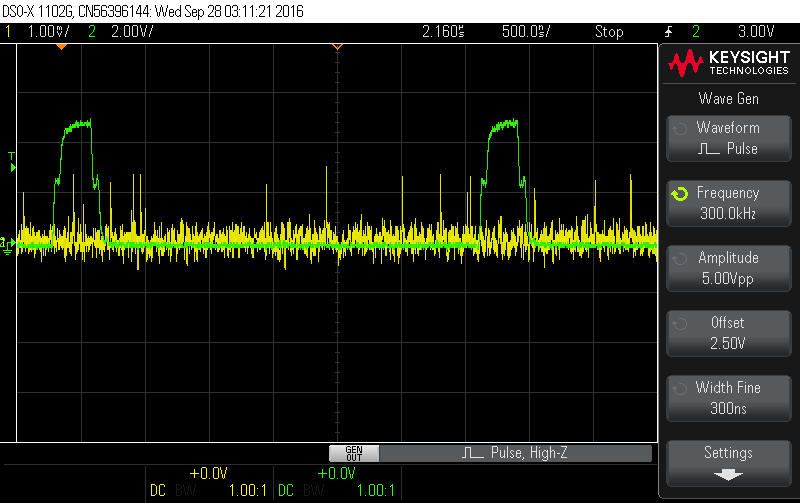 DSO-X 1102G, CN56396144: Wed Sep 28 03:11:21 2016
1 1.00V/ 2 2.00V/ 2.160s 500.0s/ Stop 2 3.00V
KEYSIGHT
TECHNOLOGIES
Wave Gen
Waveform
Pulse
Frequency
300.0kHz
Amplitude
5.00Vpp
Offset
2.50V
Width Fine
300ns
Settings
T
GEN
OUT
Pulse, High-Z
+0.0V +0.0V
DC BW 1.00:1 DC BW 1.00:1